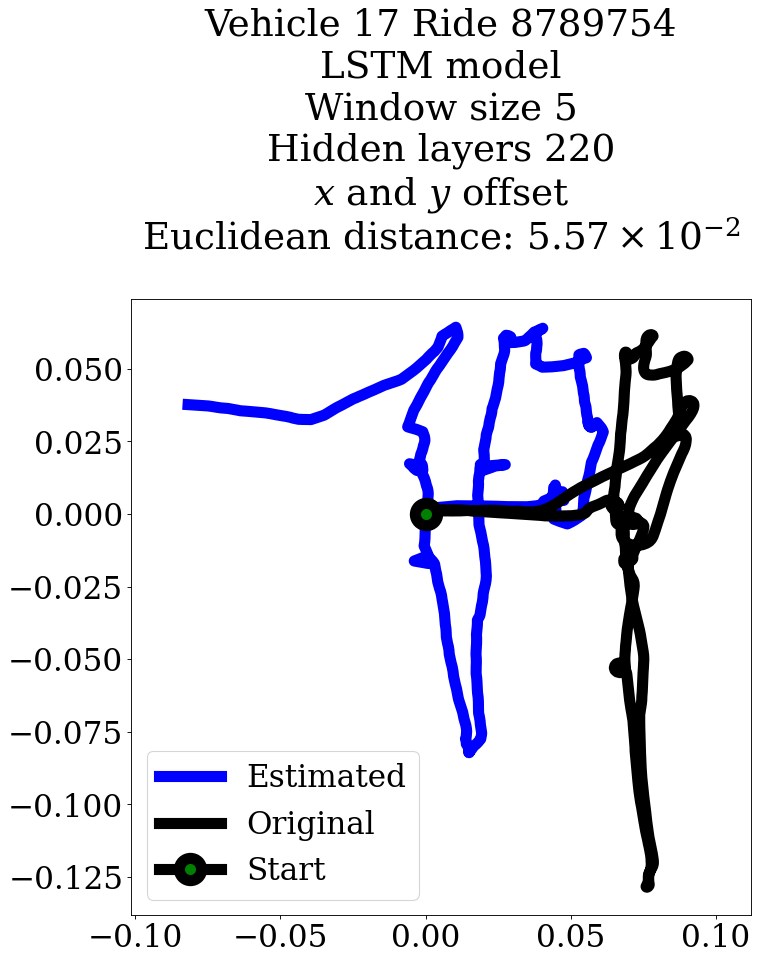 Vehicle 17 Ride 8789754
LSTM model
Window size 5
Hidden layers 220
x and y offset
Euclidean distance: 5.57 × 10⁻²
0.050
0.025
0.000
−0.025
−0.050
−0.075
−0.100
−0.125
Estimated
Original
Start
−0.10 −0.05 0.00 0.05 0.10